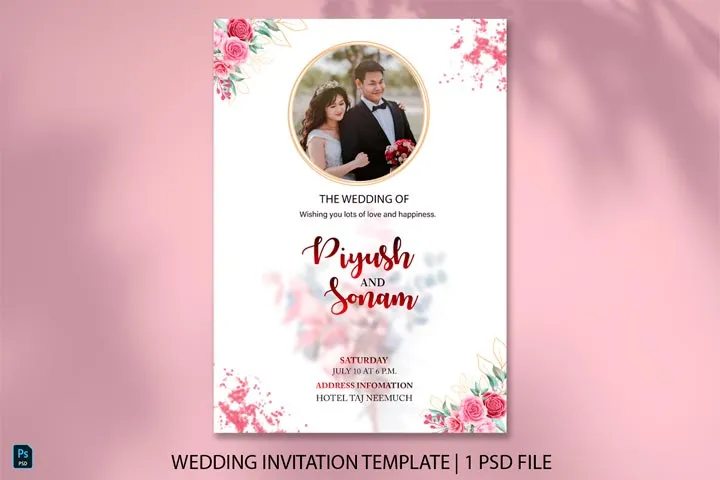 THE WEDDING OF
Wishing you lots of love and happiness.
Piyush
AND
Sonam
SATURDAY
JULY 10 AT 6 P.M.
ADDRESS INFOMATION
HOTEL TAJ NEEMUCH
Ps
PSD
WEDDING INVITATION TEMPLATE | 1 PSD FILE